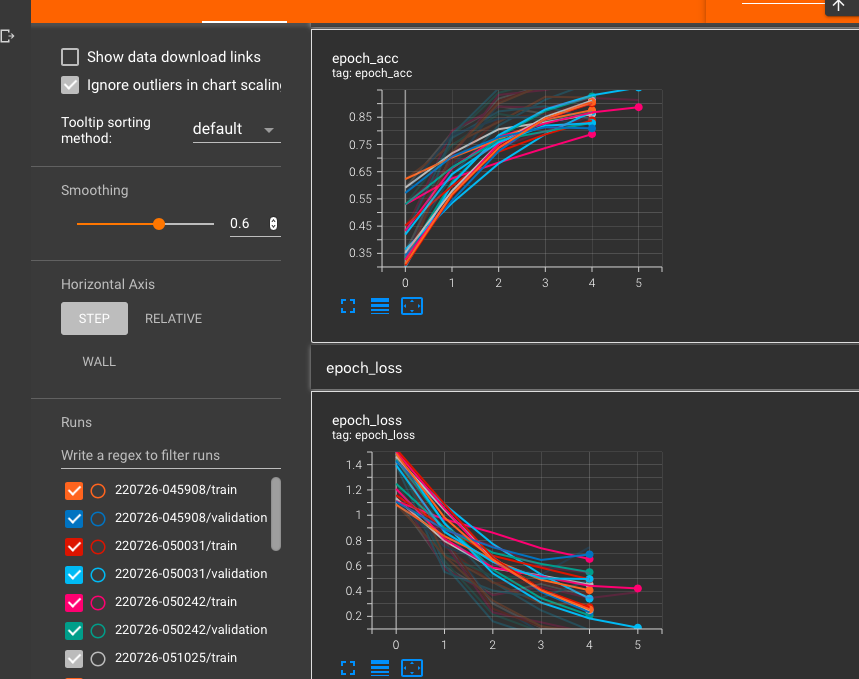 Show data download links
Ignore outliers in chart scalin
Tooltip sorting
method:
default
Smoothing
0.6
Horizontal Axis
STEP
RELATIVE
WALL
Runs
Write a regex to filter runs
220726-045908/train
220726-045908/validation
220726-050031/train
220726-050031/validation
220726-050242/train
220726-050242/validation
220726-051025/train
epoch_acc
tag: epoch_acc
0.85
0.75
0.65
0.55
0.45
0.35
0 1 2 3 4 5
epoch_loss
epoch_loss
tag: epoch_loss
1.4
1.2
1
0.8
0.6
0.4
0.2
0 1 2 3 4 5